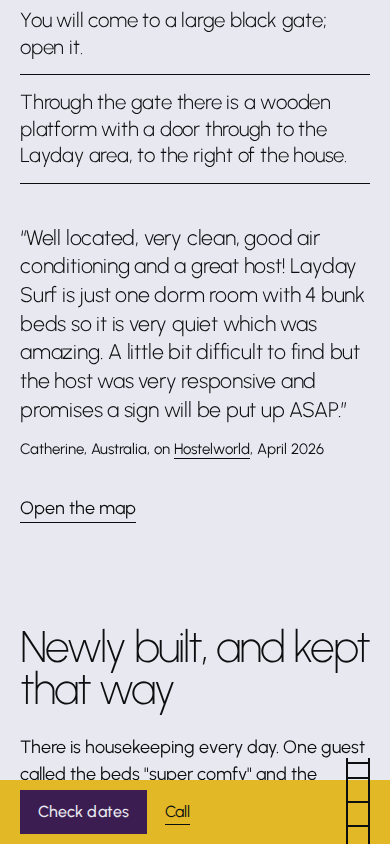 You will come to a large black gate;
open it.
Through the gate there is a wooden
platform with a door through to the
Layday area, to the right of the house.
“Well located, very clean, good air
conditioning and a great host! Layday
Surf is just one dorm room with 4 bunk
beds so it is very quiet which was
amazing. A little bit difficult to find but
the host was very responsive and
promises a sign will be put up ASAP.”
Catherine, Australia, on Hostelworld, April 2026
Open the map
Newly built, and kept
that way
There is housekeeping every day. One guest
called the beds "super comfy" and the
Check dates
Call